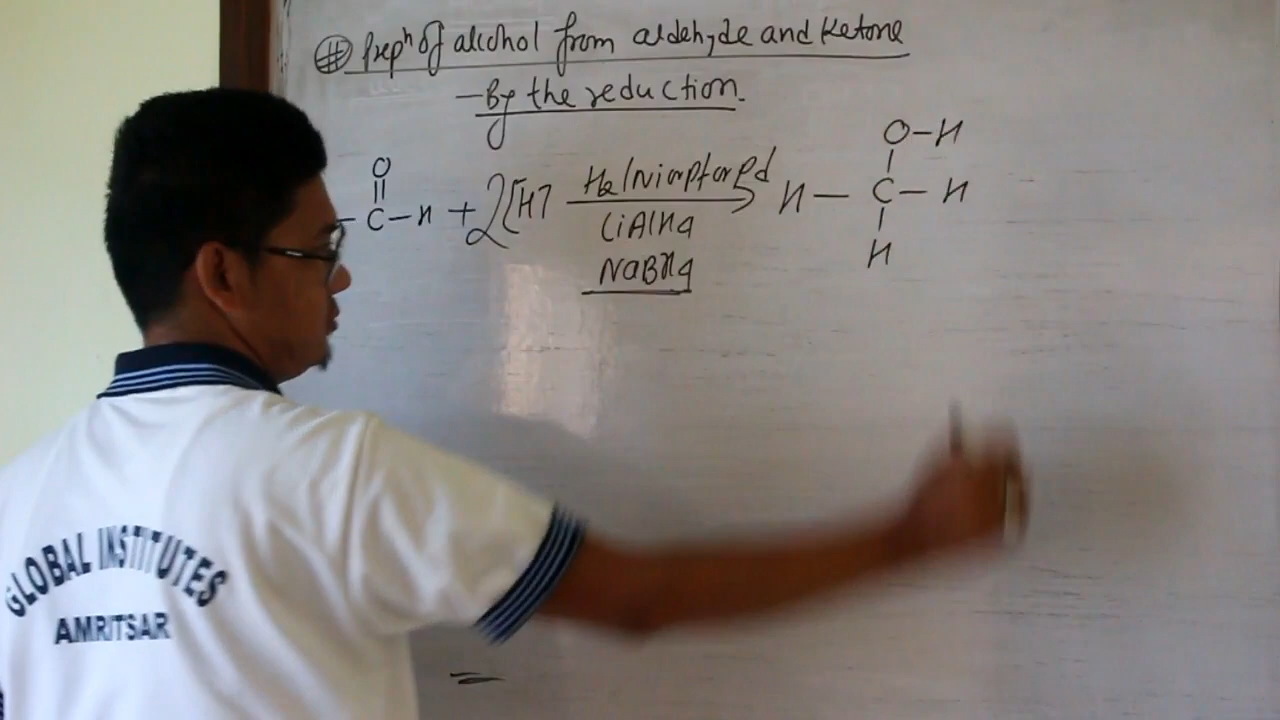 # Prepⁿ of alcohol from aldehyde and Ketone
— By the reduction.
O
||
— C — H + 2[H] H2/Ni or pt or pd
LiAlH4
NaBH4
O — H
|
H — C — H
|
H
GLOBAL INSTITUTES
AMRITSAR